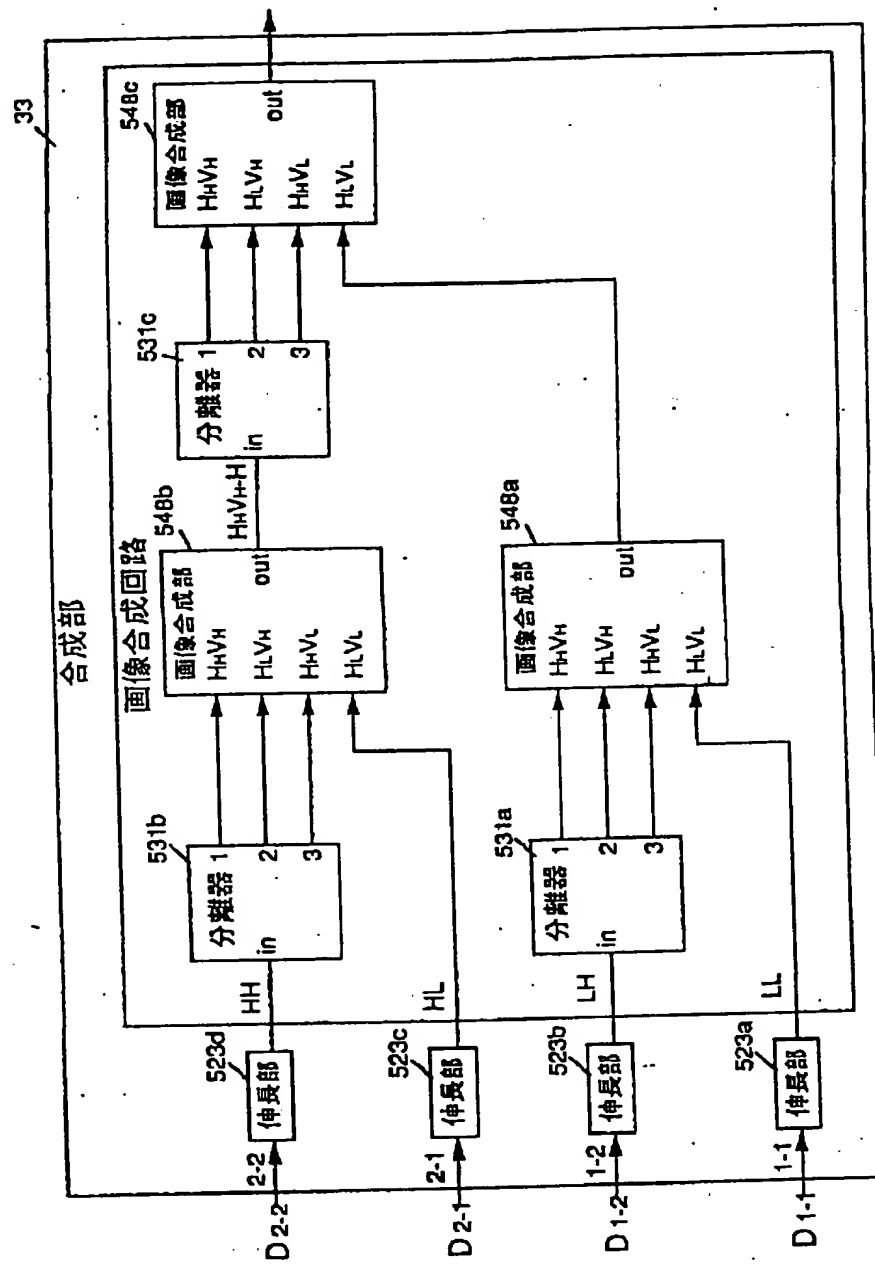 33
合成部
画像合成回路
548c
画像合成部
HHVH
HLVH
HHVL
HLVL
out
531c
分離器
in
1
2
3
HHVH-H
548b
画像合成部
HHVH
HLVH
HHVL
HLVL
out
531b
分離器
in
1
2
3
548a
画像合成部
HHVH
HLVH
HHVL
HLVL
out
531a
分離器
in
1
2
3
HH
HL
LH
LL
523d
伸長部
523c
伸長部
523b
伸長部
523a
伸長部
2-2
2-1
1-2
1-1
D2-2
D2-1
D1-2
D1-1